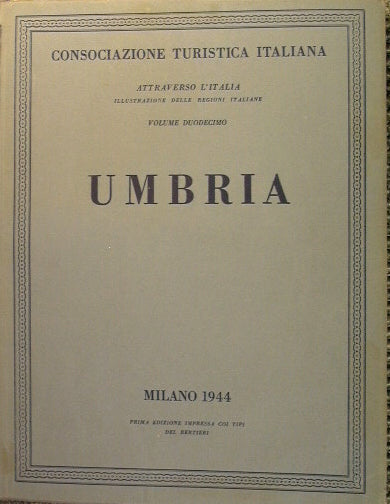 CONSOCIAZIONE TURISTICA ITALIANA
ATTRAVERSO L'ITALIA
ILLUSTRAZIONE DELLE REGIONI ITALIANE
VOLUME DUODECIMO
UMBRIA
MILANO 1944
PRIMA EDIZIONE IMPRESSA COI TIPI
DEL BERTIERI